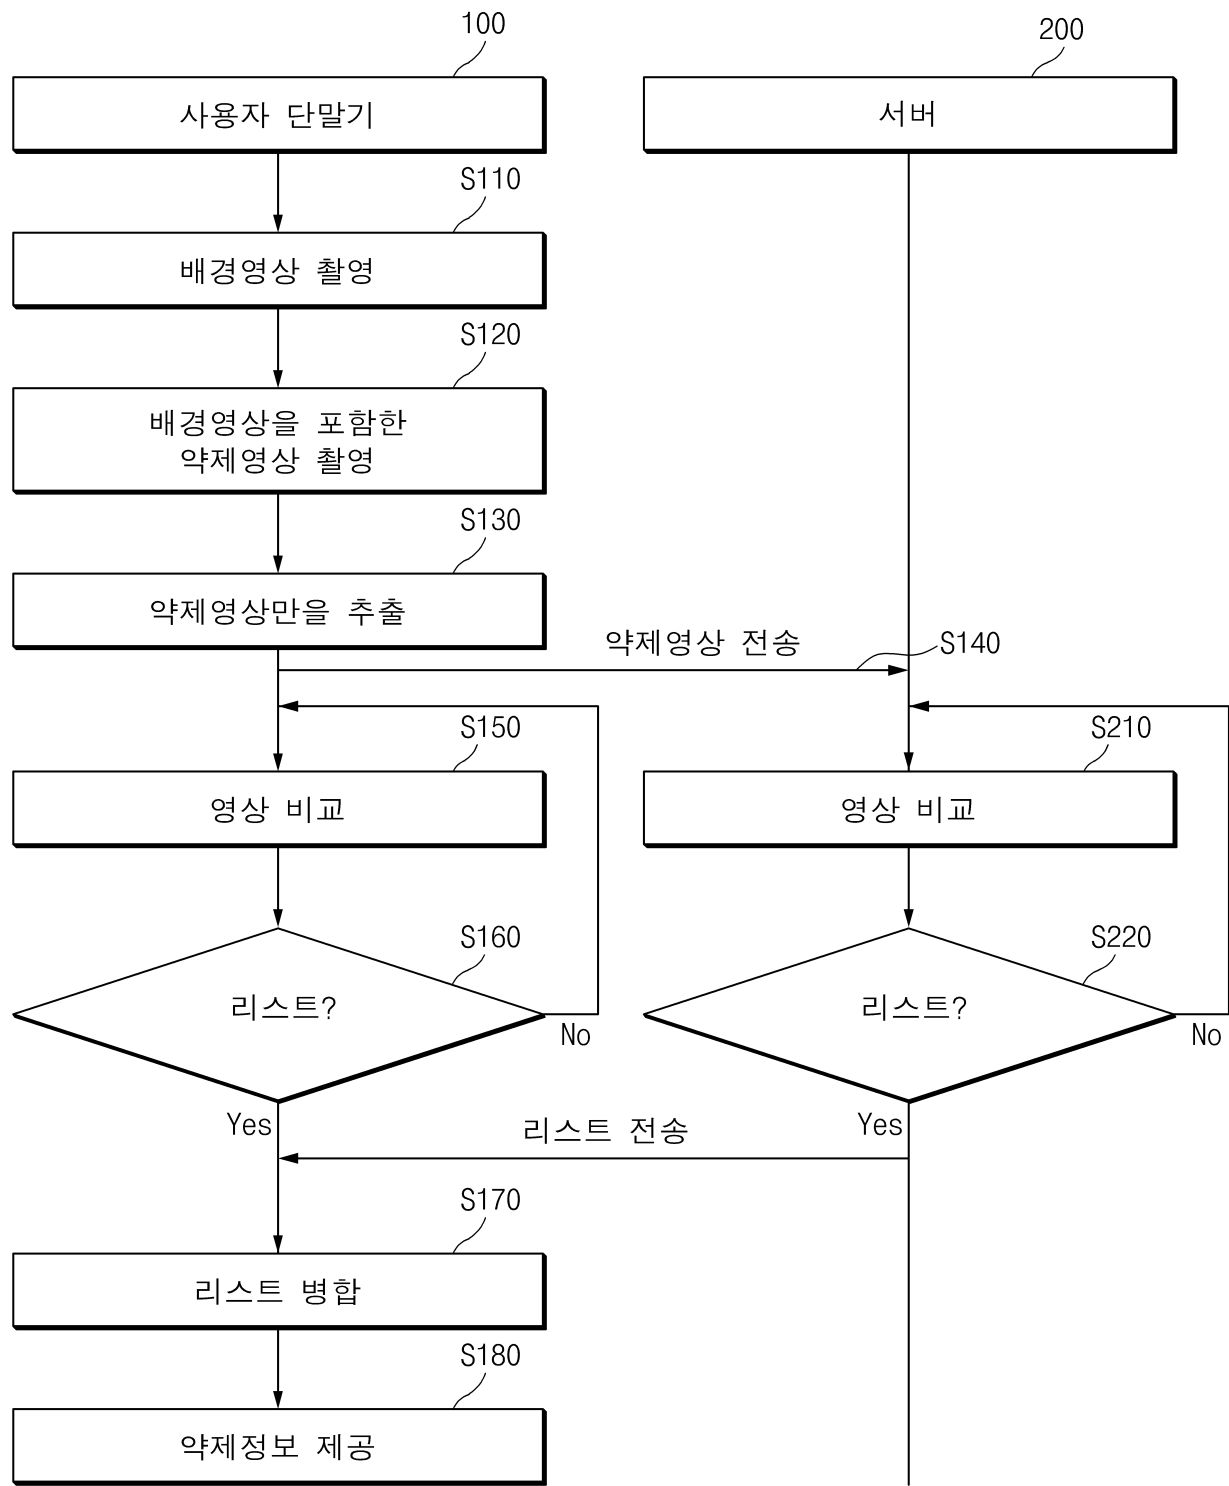 100
200
사용자 단말기
서버
S110
배경영상 촬영
S120
배경영상을 포함한
약제영상 촬영
S130
약제영상만을 추출
약제영상 전송
S140
S150
S210
영상 비교
영상 비교
S160
S220
리스트?
리스트?
No
No
Yes
Yes
리스트 전송
S170
리스트 병합
S180
약제정보 제공